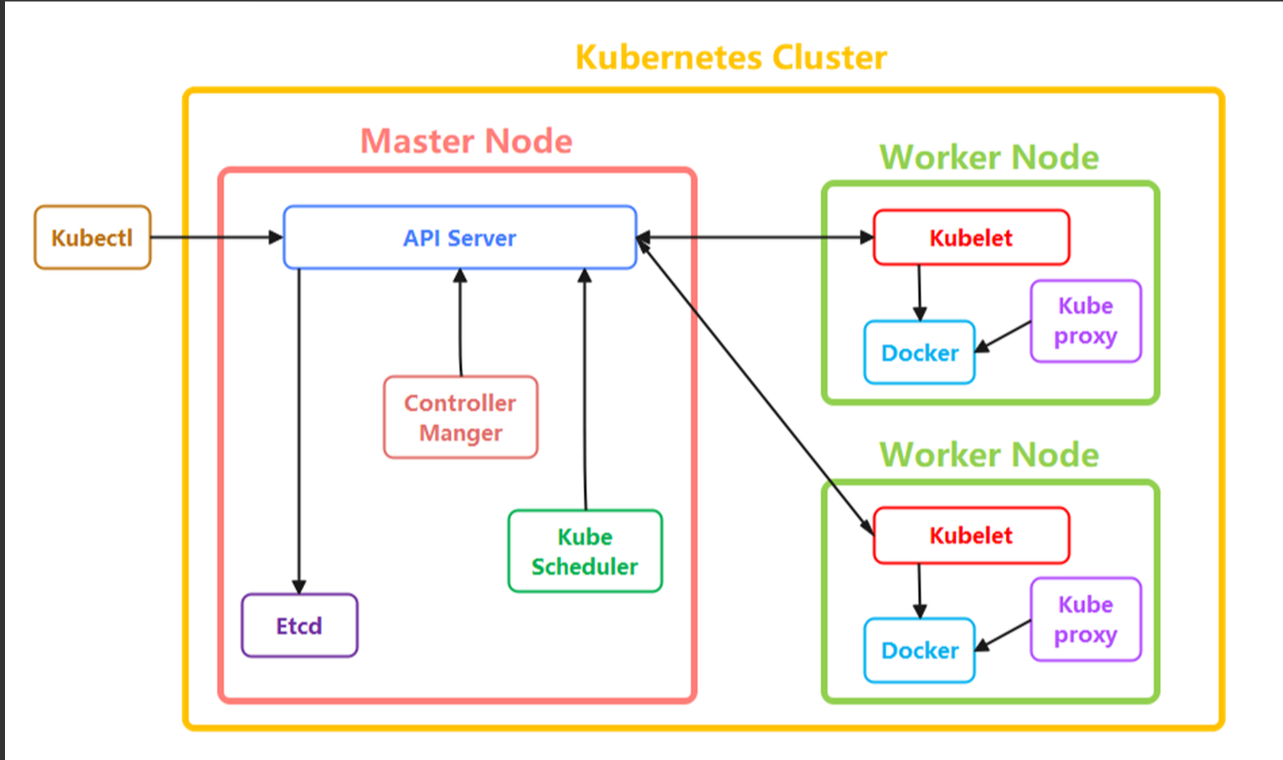 Kubernetes Cluster
Master Node
Worker Node
Kubectl
API Server
Kubelet
Kube
proxy
Docker
Controller
Manger
Worker Node
Kube
Scheduler
Kubelet
Kube
proxy
Etcd
Docker